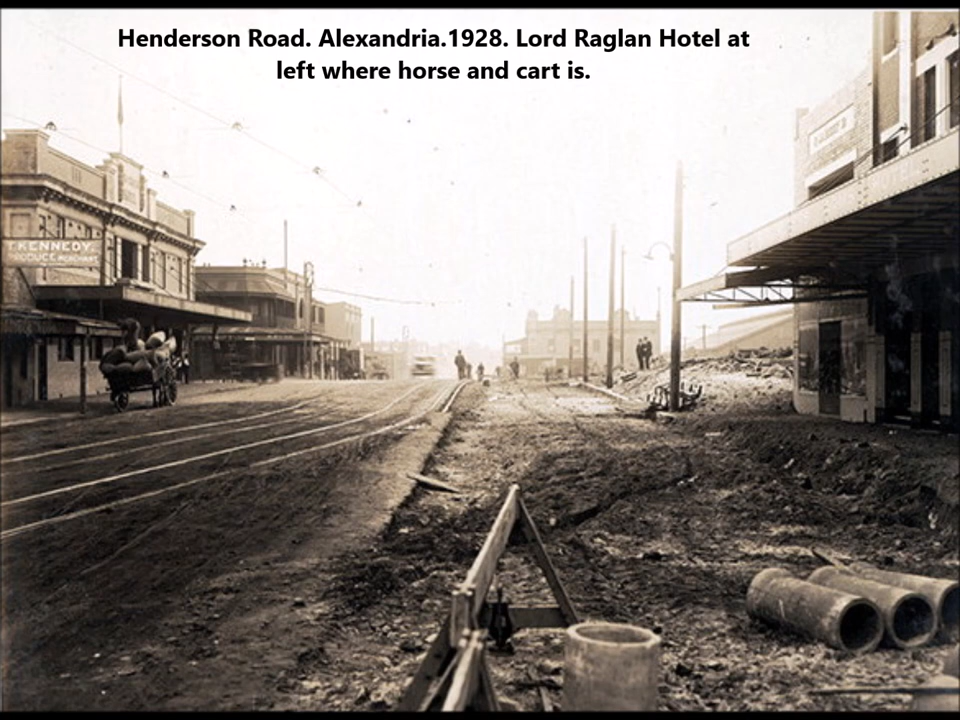 Henderson Road. Alexandria.1928. Lord Raglan Hotel at
left where horse and cart is.
T. KENNEDY.
PRODUCE MERCHANT